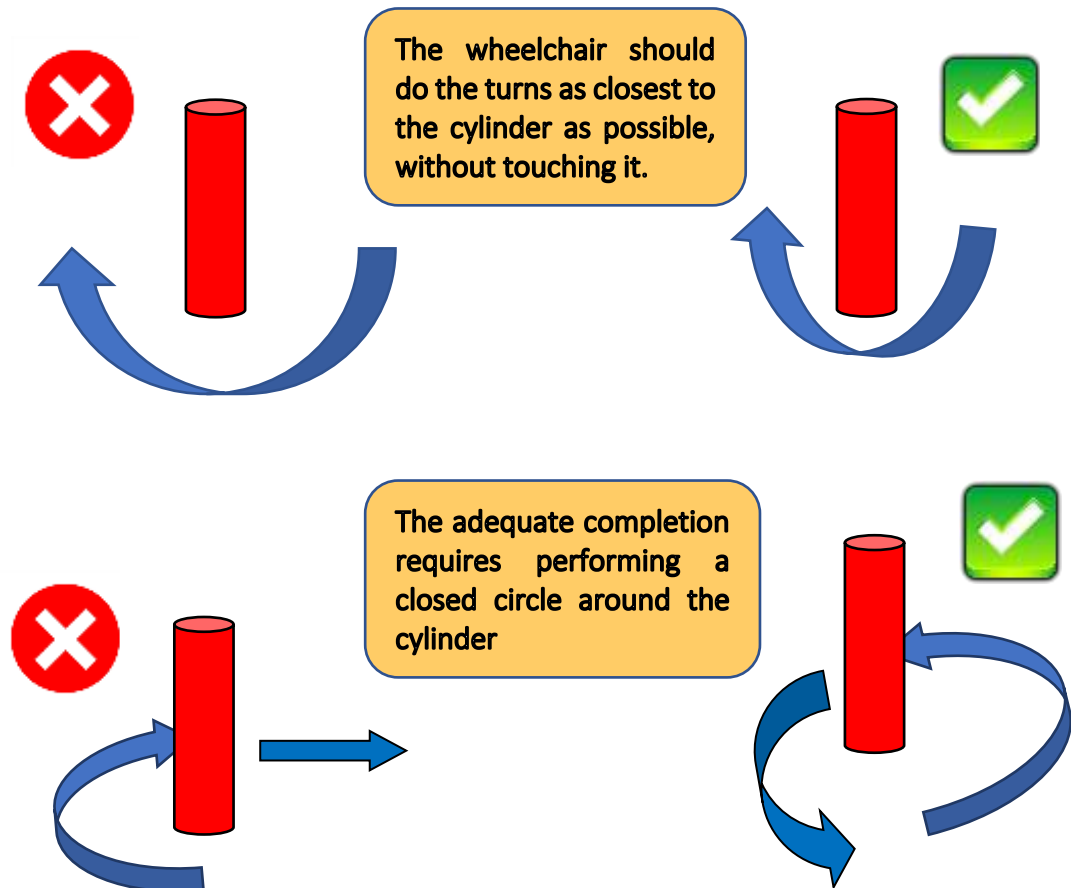 The wheelchair should
do the turns as closest to
the cylinder as possible,
without touching it.
The adequate completion
requires performing a
closed circle around the
cylinder